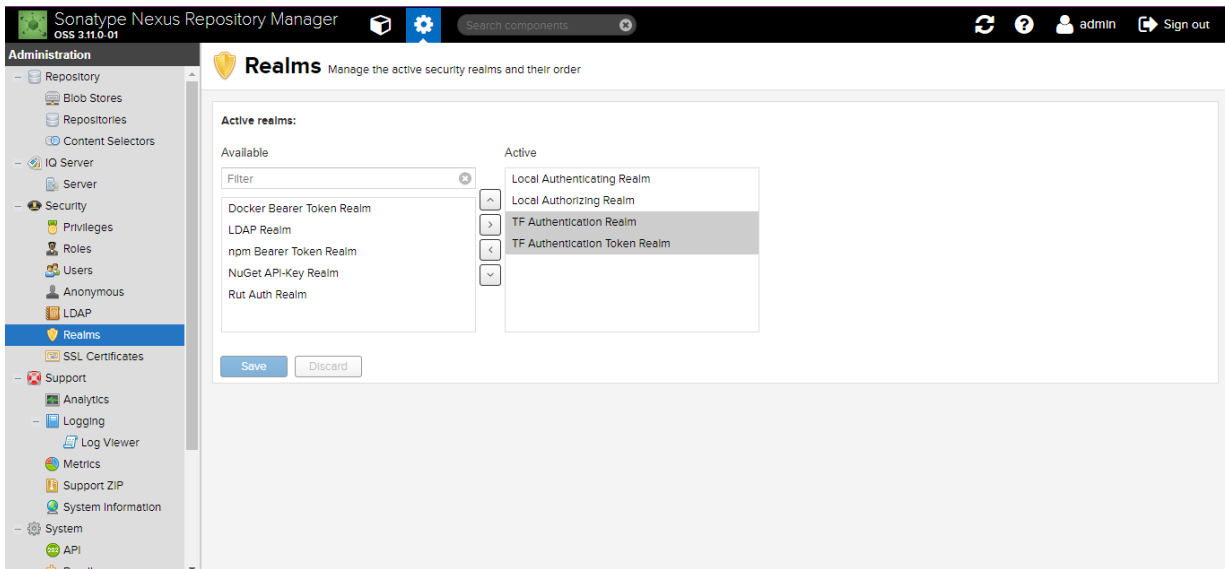 Sonatype Nexus Repository Manager
OSS 3.11.0-01
Search components
admin
Sign out
Administration
Repository
Blob Stores
Repositories
Content Selectors
IQ Server
Server
Security
Privileges
Roles
Users
Anonymous
LDAP
Realms
SSL Certificates
Support
Analytics
Logging
Log Viewer
Metrics
Support ZIP
System Information
System
API
Realms Manage the active security realms and their order
Active realms:
Available
Filter
Docker Bearer Token Realm
LDAP Realm
npm Bearer Token Realm
NuGet API-Key Realm
Rut Auth Realm
Active
Local Authenticating Realm
Local Authorizing Realm
TF Authentication Realm
TF Authentication Token Realm
Save
Discard